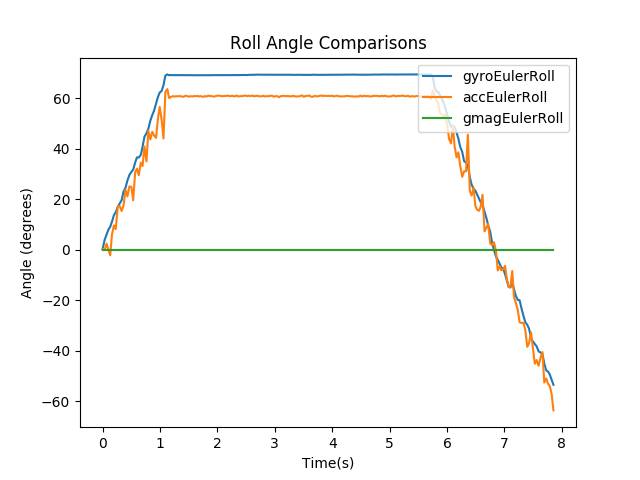 Roll Angle Comparisons
gyroEulerRoll
accEulerRoll
gmagEulerRoll
Angle (degrees)
60
40
20
0
−20
−40
−60
0 1 2 3 4 5 6 7 8
Time(s)